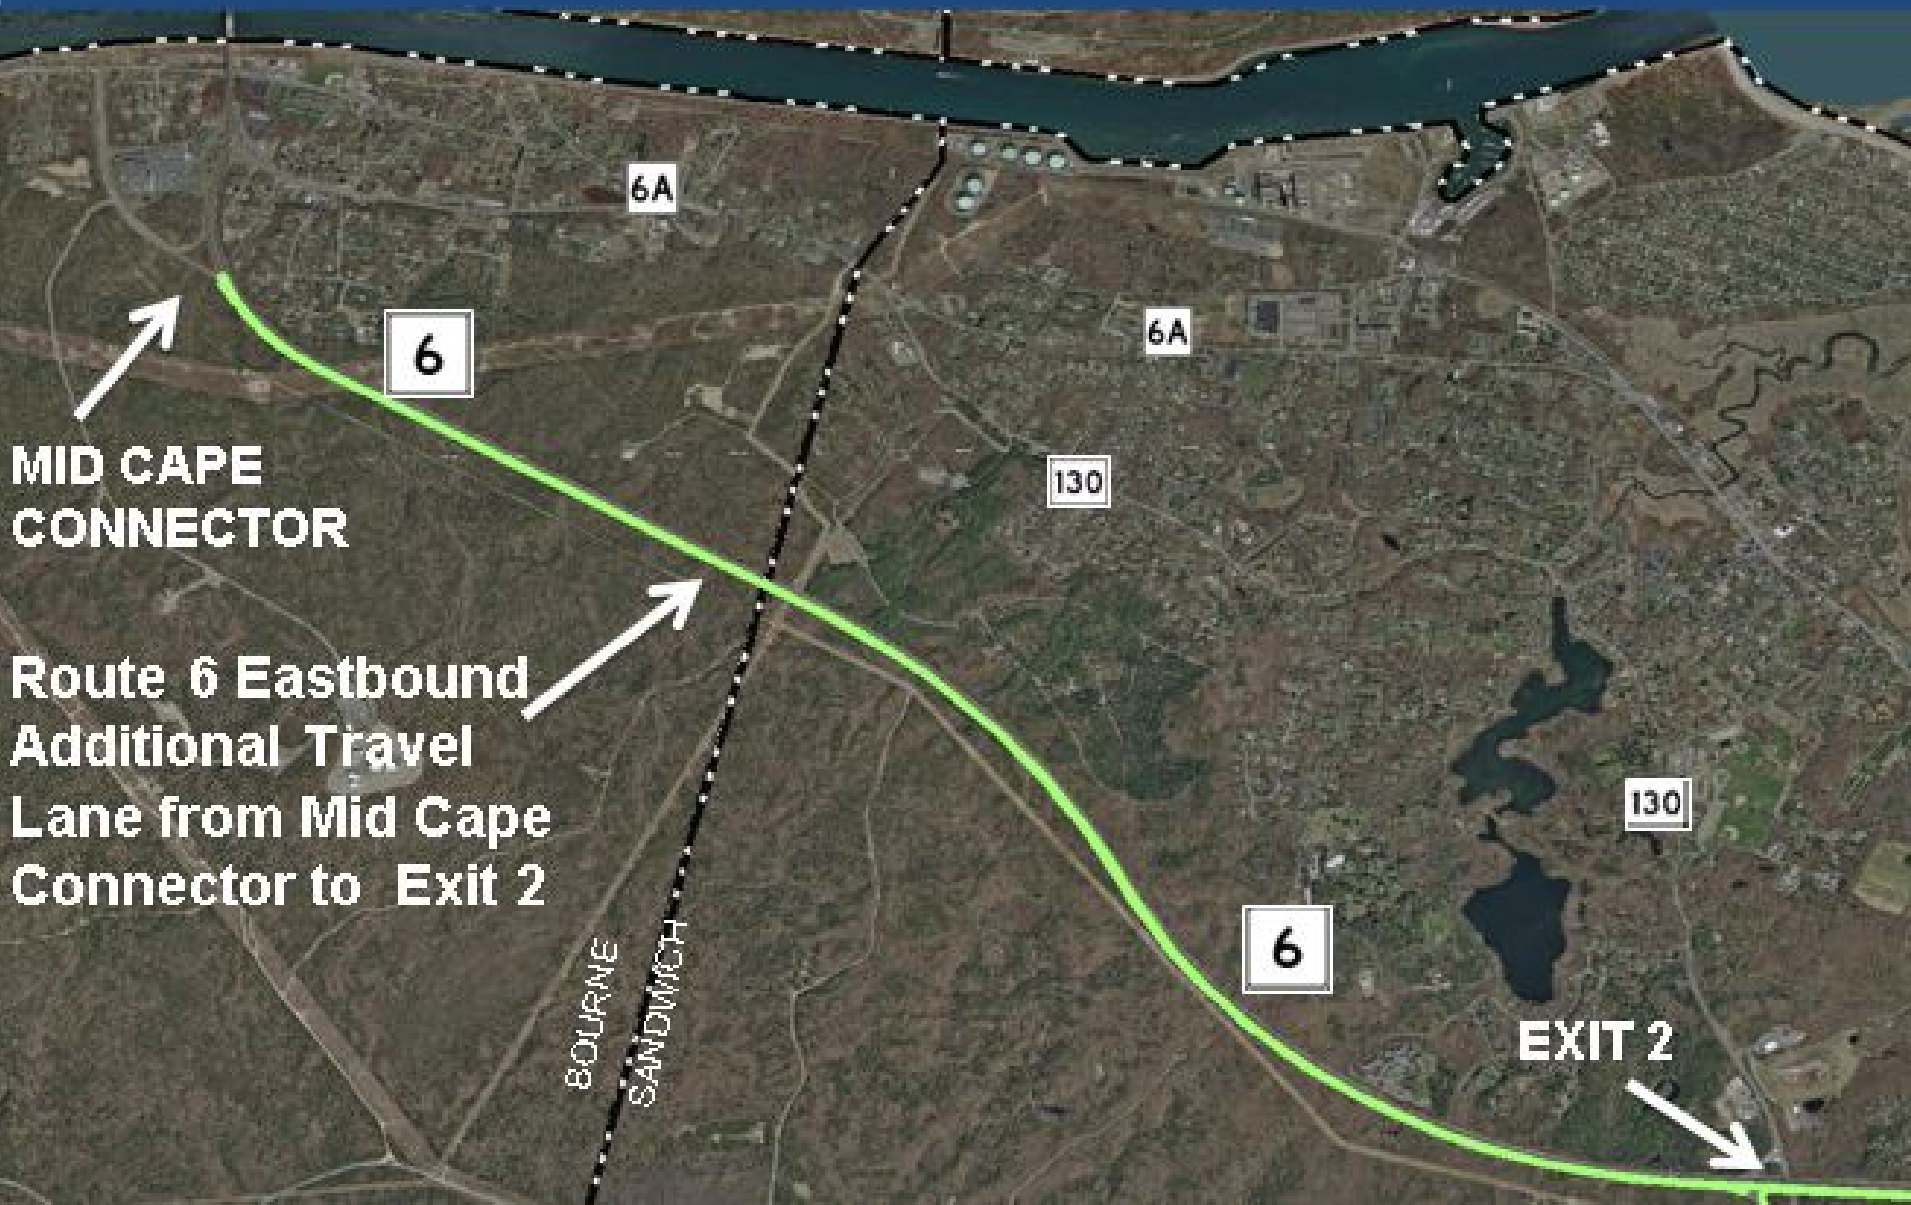 6A
6
6A
130
MID CAPE
CONNECTOR
Route 6 Eastbound
Additional Travel
Lane from Mid Cape
Connector to Exit 2
130
6
BOURNE
SANDWICH
EXIT 2